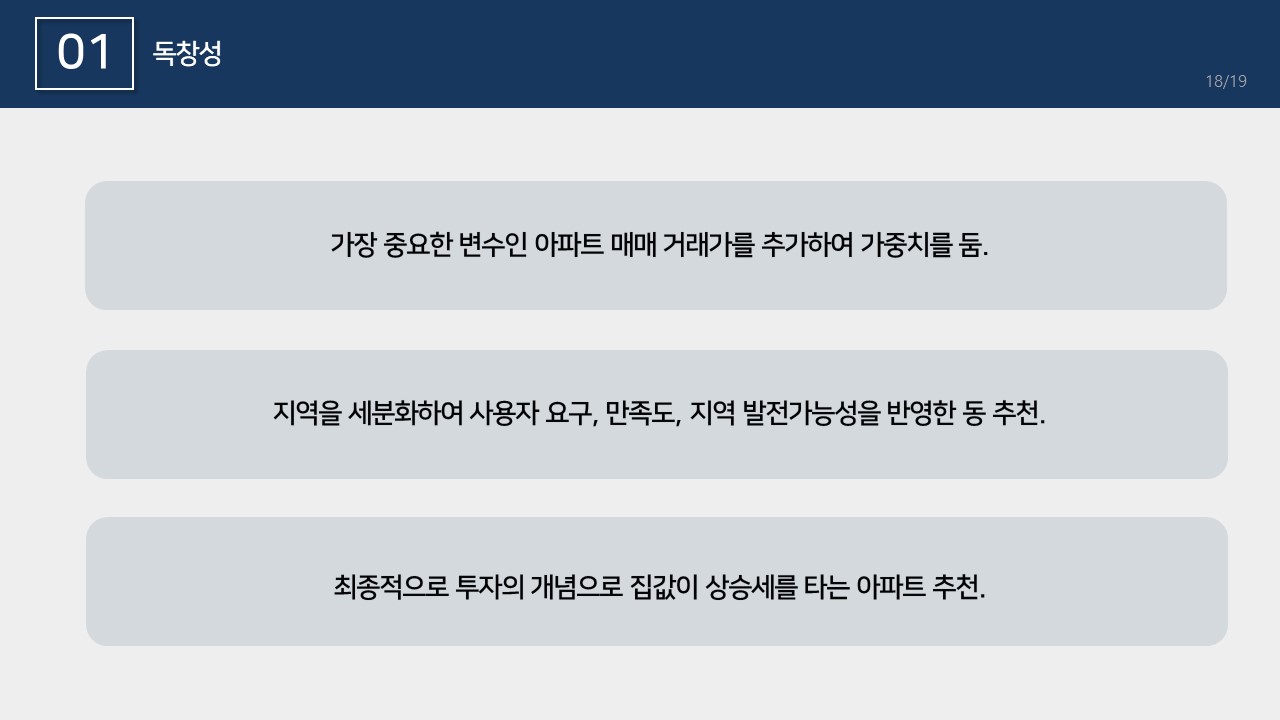 01
독창성
18/19
가장 중요한 변수인 아파트 매매 거래가를 추가하여 가중치를 둠.
지역을 세분화하여 사용자 요구, 만족도, 지역 발전가능성을 반영한 동 추천.
최종적으로 투자의 개념으로 집값이 상승세를 타는 아파트 추천.